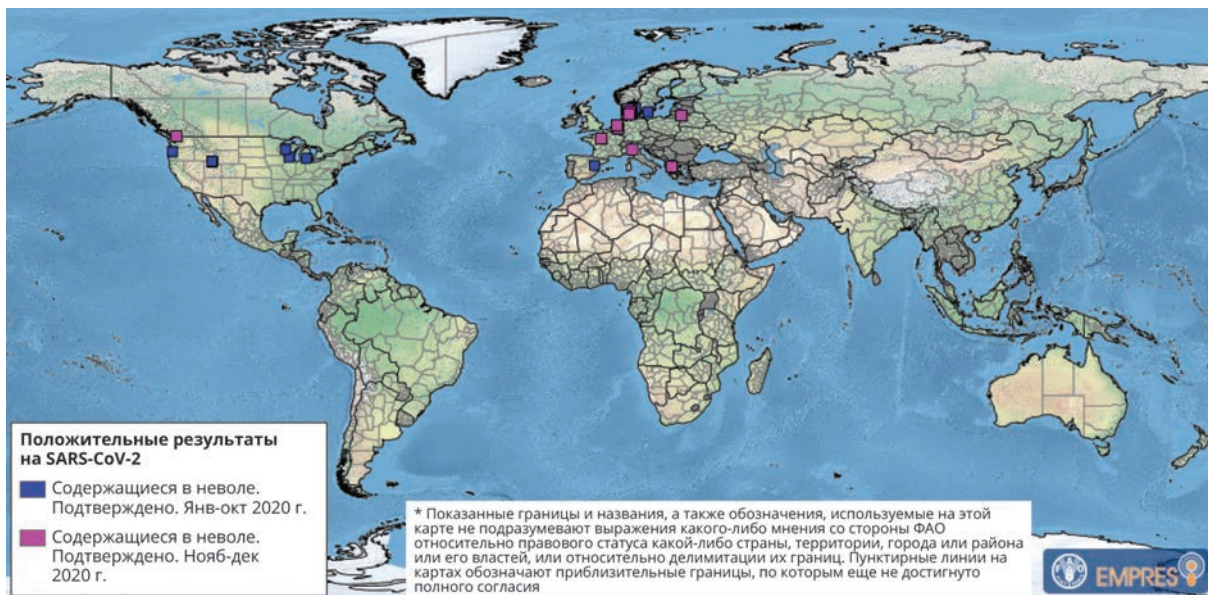 Положительные результаты
на SARS-CoV-2
Содержащиеся в неволе.
Подтверждено. Янв-окт 2020 г.
Содержащиеся в неволе.
Подтверждено. Нояб-дек
2020 г.
* Показанные границы и названия, а также обозначения, используемые на этой
карте не подразумевают выражения какого-либо мнения со стороны ФАО
относительно правового статуса какой-либо страны, территории, города или района
или его властей, или относительно делимитации их границ. Пунктирные линии на
картах обозначают приблизительные границы, по которым еще не достигнуто
полного согласия
EMPRES